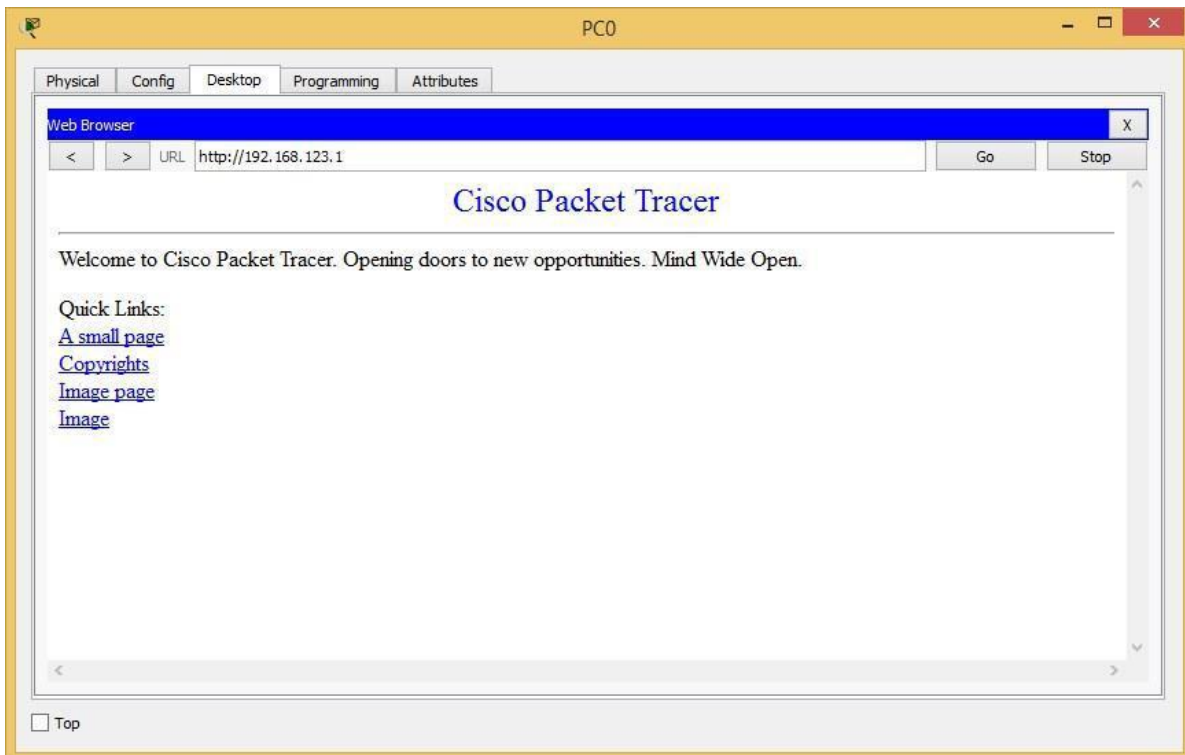 PC0
Physical Config Desktop Programming Attributes
Web Browser X
< > URL http://192.168.123.1 Go Stop
Cisco Packet Tracer
Welcome to Cisco Packet Tracer. Opening doors to new opportunities. Mind Wide Open.
Quick Links:
A small page
Copyrights
Image page
Image
Top